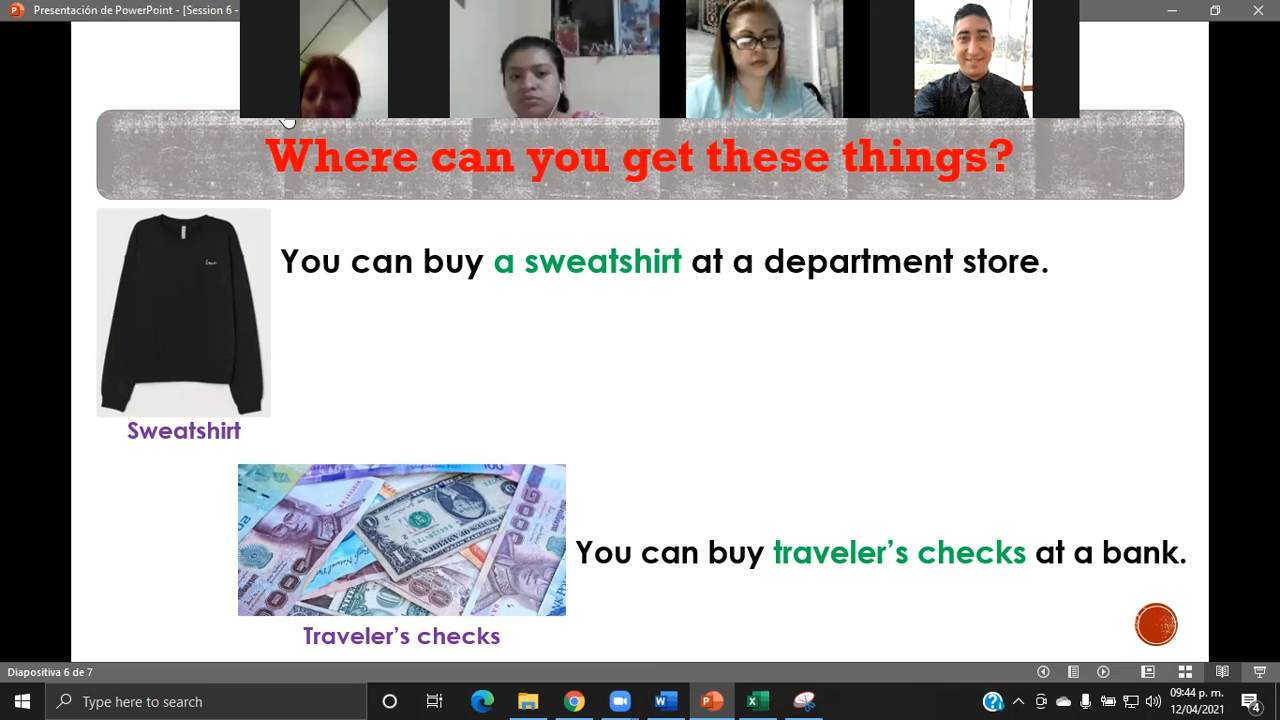 Presentación de PowerPoint - [Session 6 -
Where can you get these things?
You can buy a sweatshirt at a department store.
Sweatshirt
You can buy traveler's checks at a bank.
Traveler's checks
Diapositiva 6 de 7
Type here to search
09:44 p. m.
12/04/2021
4